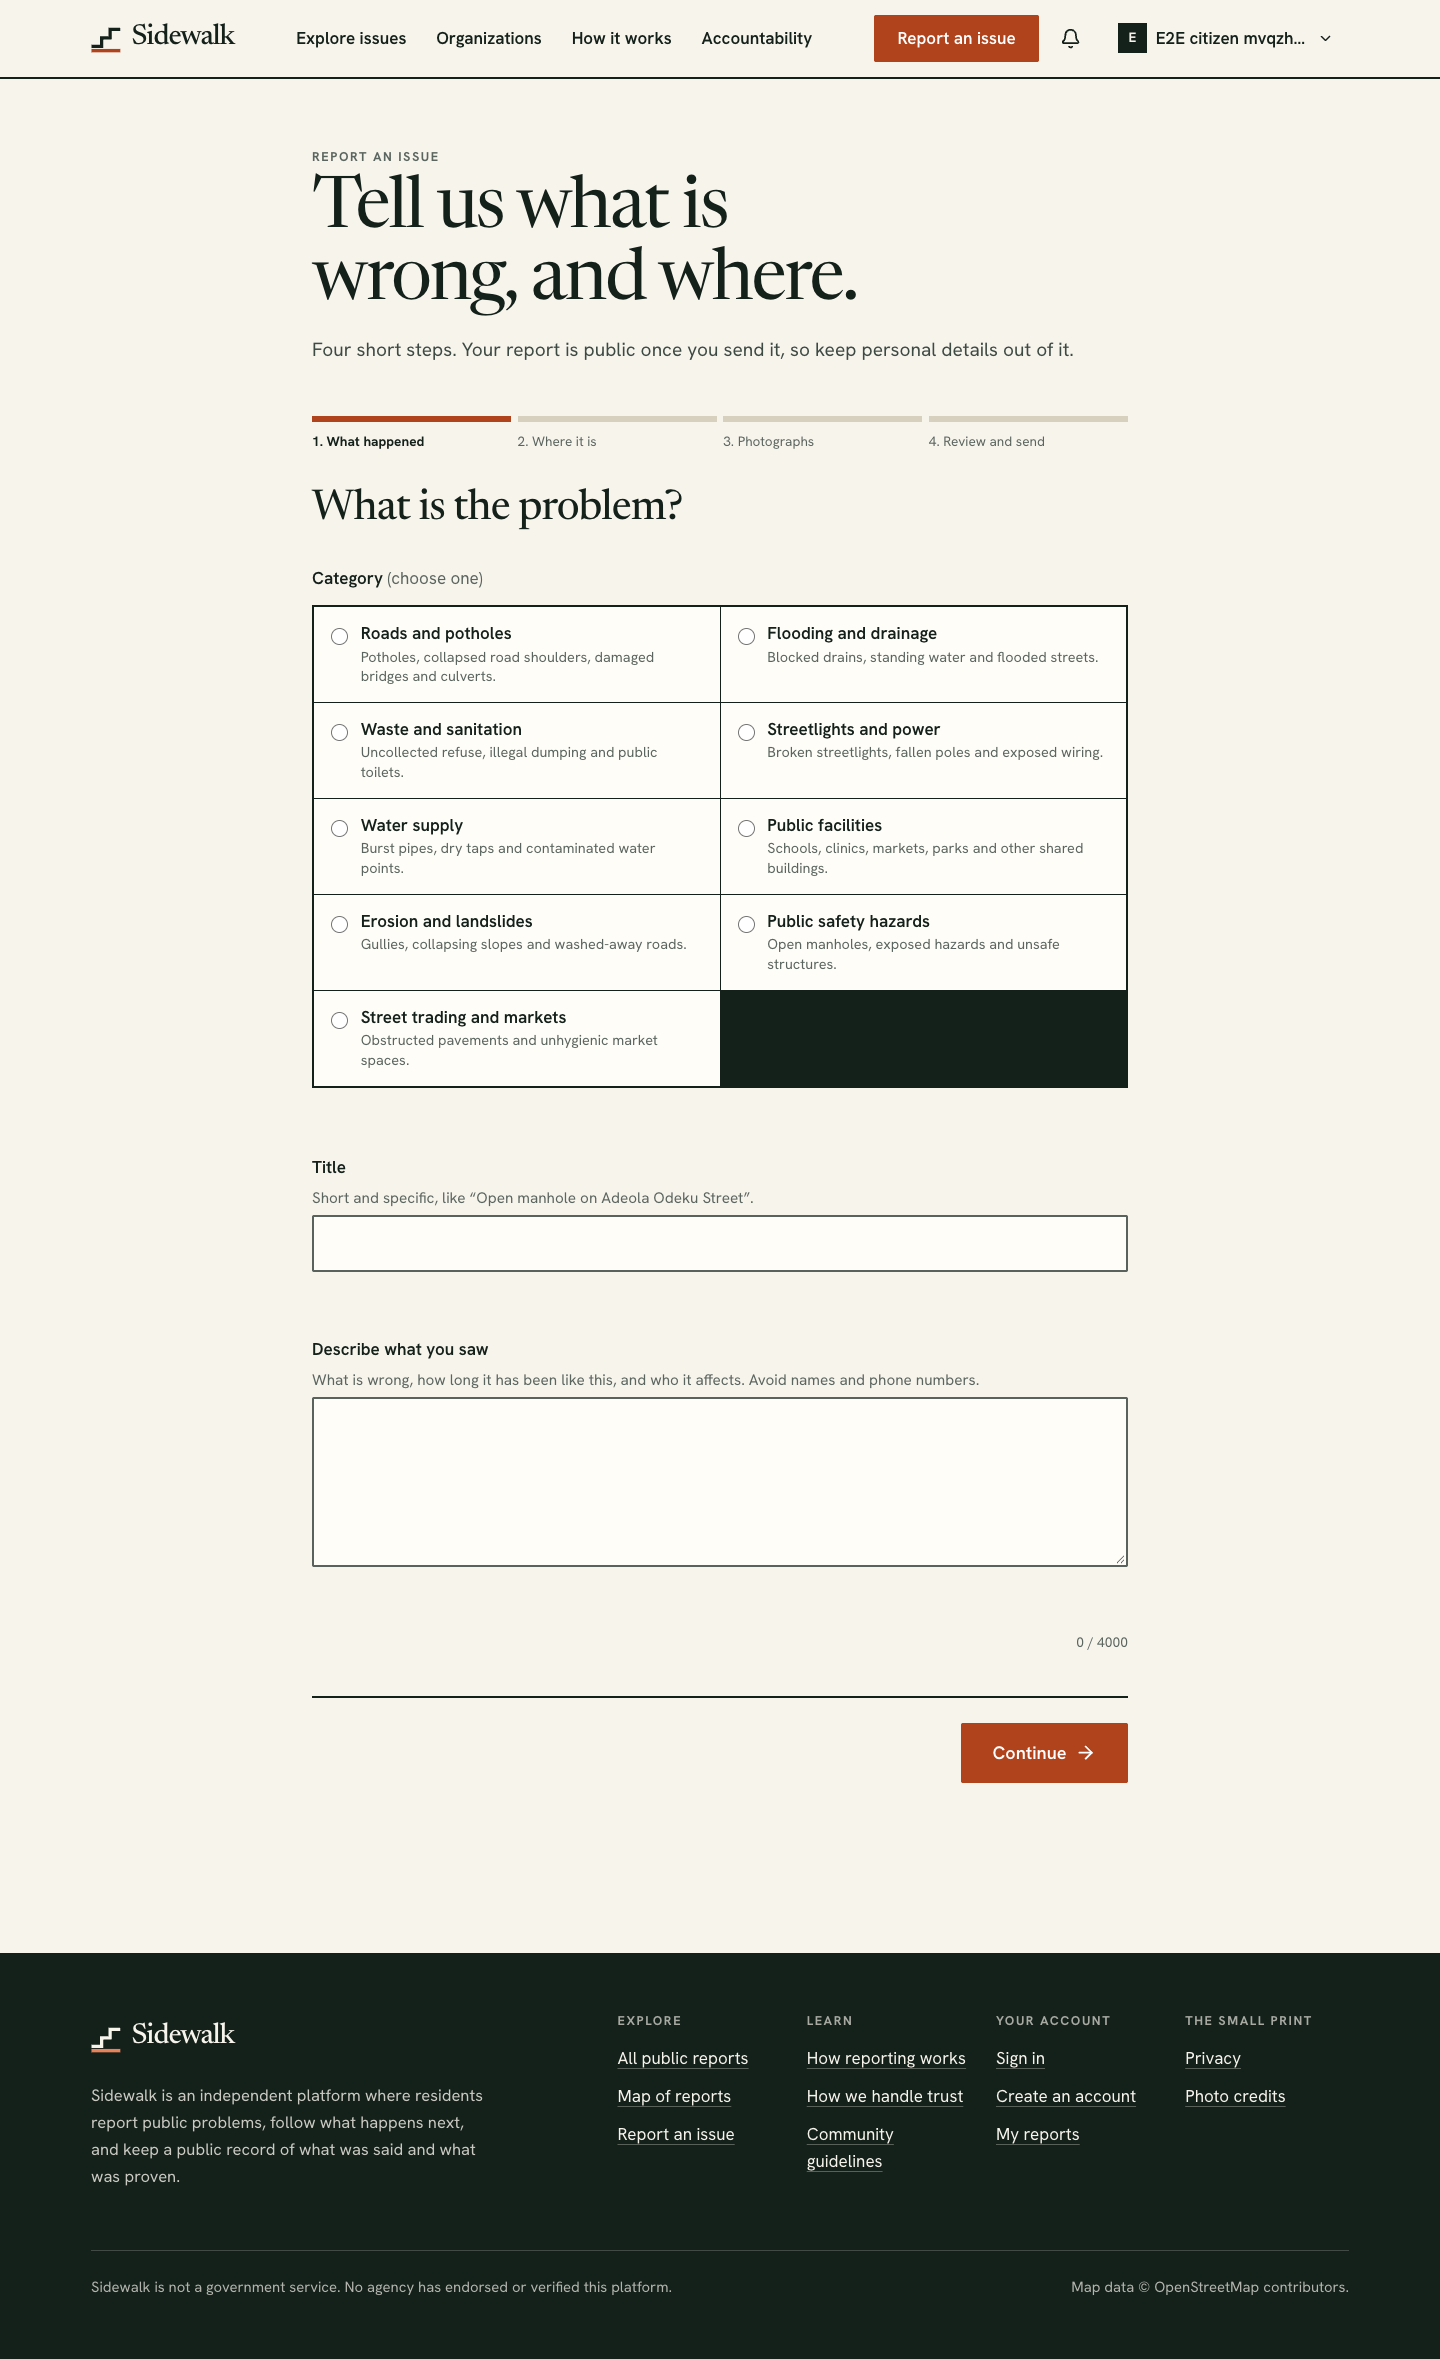 Sidewalk
Explore issues
Organizations
How it works
Accountability
Report an issue
E
E2E citizen mvqzh...
REPORT AN ISSUE
Tell us what is
wrong, and where.
Four short steps. Your report is public once you send it, so keep personal details out of it.
1. What happened
2. Where it is
3. Photographs
4. Review and send
What is the problem?
Category (choose one)
Roads and potholes
Potholes, collapsed road shoulders, damaged
bridges and culverts.
Flooding and drainage
Blocked drains, standing water and flooded streets.
Waste and sanitation
Uncollected refuse, illegal dumping and public
toilets.
Streetlights and power
Broken streetlights, fallen poles and exposed wiring.
Water supply
Burst pipes, dry taps and contaminated water
points.
Public facilities
Schools, clinics, markets, parks and other shared
buildings.
Erosion and landslides
Gullies, collapsing slopes and washed-away roads.
Public safety hazards
Open manholes, exposed hazards and unsafe
structures.
Street trading and markets
Obstructed pavements and unhygienic market
spaces.
Title
Short and specific, like “Open manhole on Adeola Odeku Street”.
Describe what you saw
What is wrong, how long it has been like this, and who it affects. Avoid names and phone numbers.
0 / 4000
Continue
Sidewalk
Sidewalk is an independent platform where residents
report public problems, follow what happens next,
and keep a public record of what was said and what
was proven.
EXPLORE
All public reports
Map of reports
Report an issue
LEARN
How reporting works
How we handle trust
Community
guidelines
YOUR ACCOUNT
Sign in
Create an account
My reports
THE SMALL PRINT
Privacy
Photo credits
Sidewalk is not a government service. No agency has endorsed or verified this platform.
Map data © OpenStreetMap contributors.